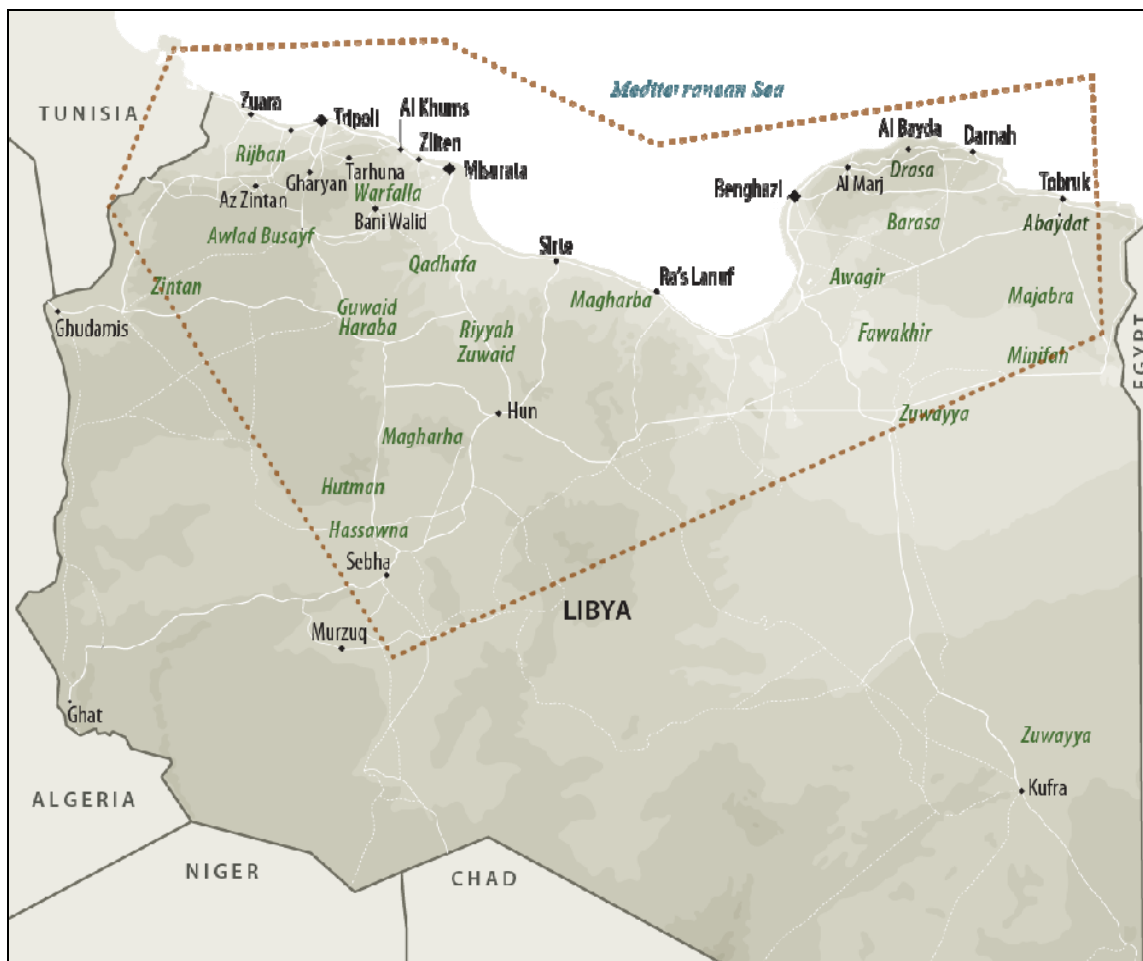 Mediterranean Sea
TUNISIA
Zuara
Tripoli
Al Khums
Zliten
Misurata
Rijban
Gharyan
Tarhuna
Warfalla
Az Zintan
Bani Walid
Awlad Busayf
Qadhafa
Sirte
Zintan
Ghudamis
Guwaid
Haraba
Riyyah
Zuwaid
Magharba
Ra's Lanuf
Benghazi
Al Marj
Al Bayda
Drosa
Darnah
Tobruk
Barasa
Abaydat
Awagir
Majabra
Fawakhir
Minifah
EGYPT
Zuwayya
Hun
Magharha
Hutman
Hassawna
Sebha
LIBYA
Murzuq
Ghat
Zuwayya
Kufra
ALGERIA
NIGER
CHAD